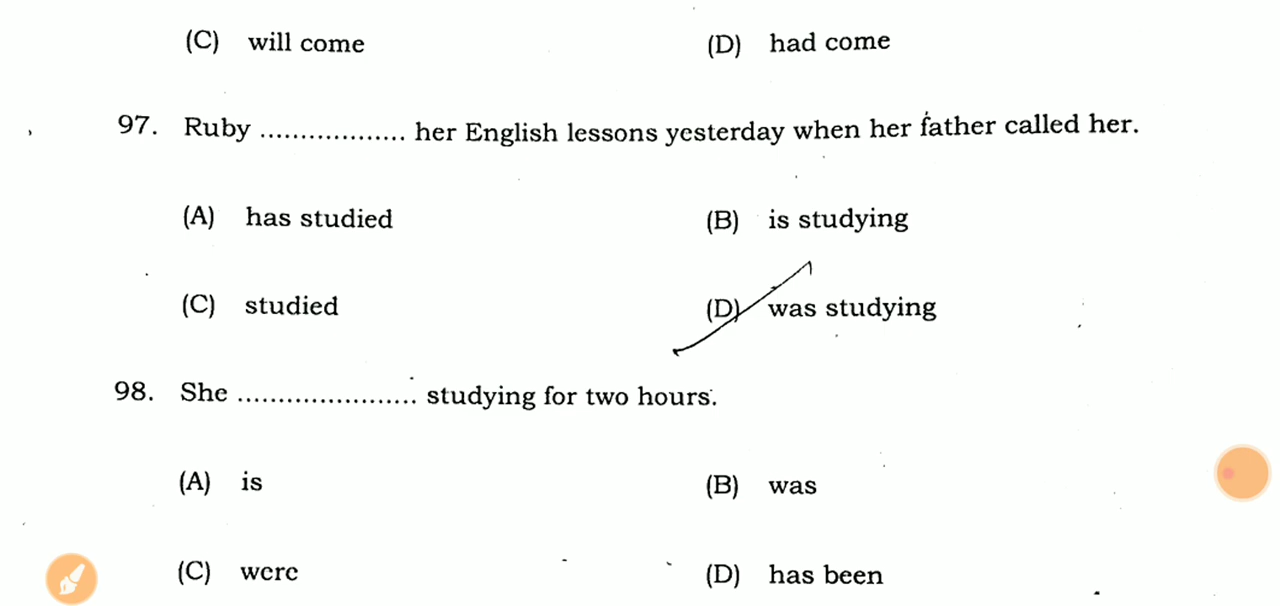 (C) will come (D) had come
97. Ruby .................. her English lessons yesterday when her father called her.
(A) has studied (B) is studying
(C) studied (D) was studying
98. She ...................... studying for two hours.
(A) is (B) was
(C) were (D) has been